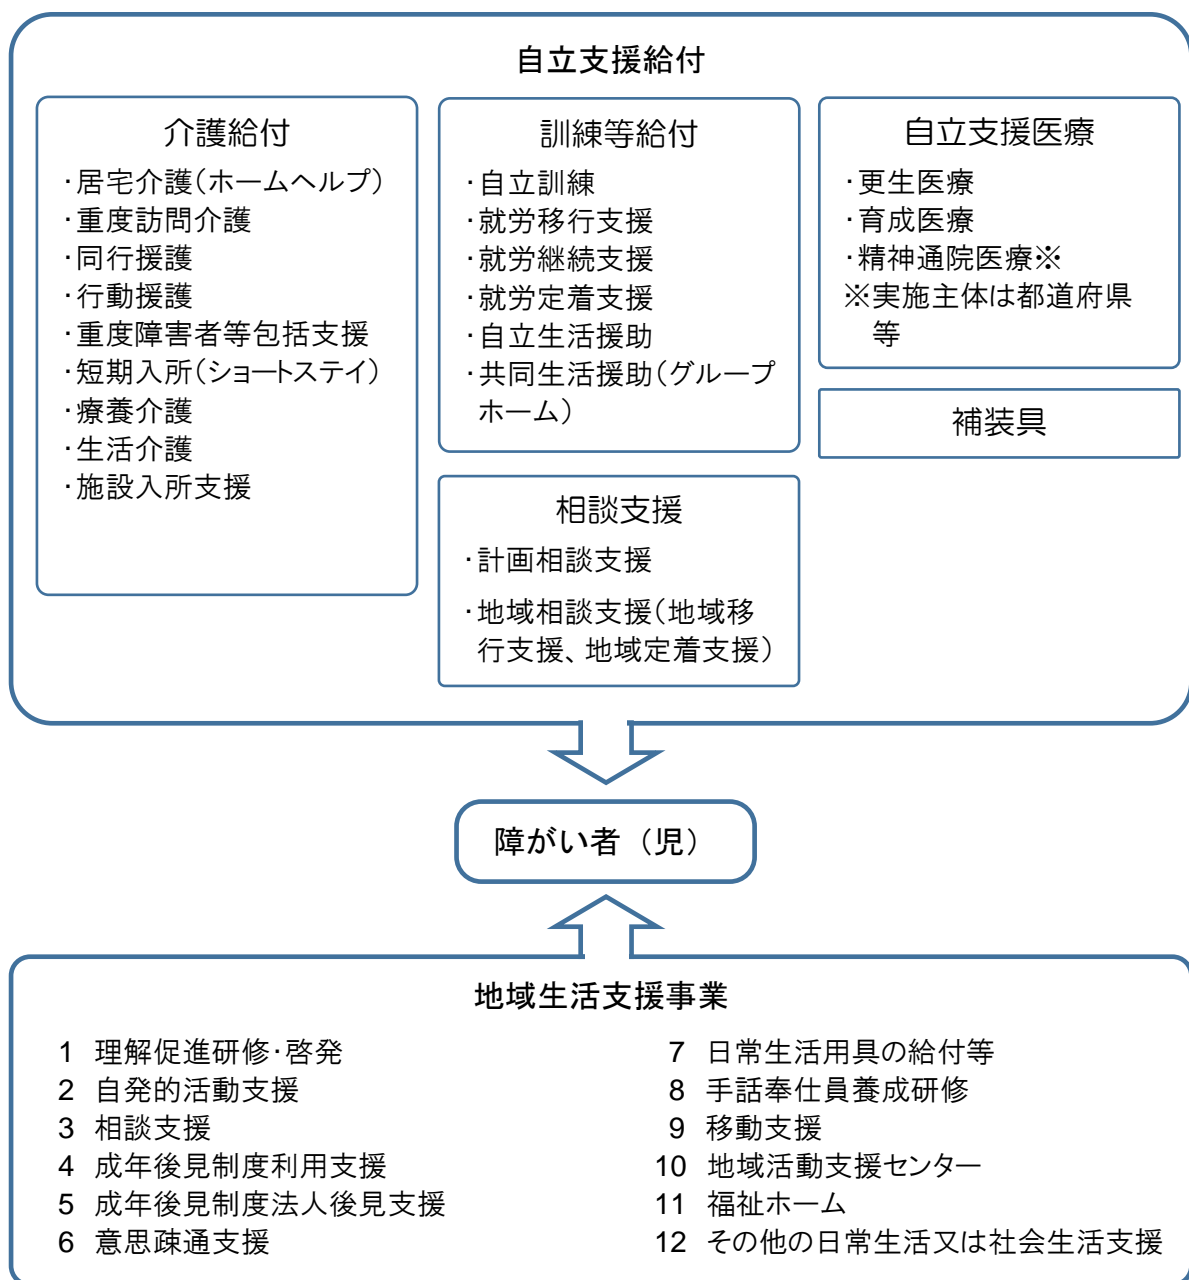 自立支援給付
介護給付
・居宅介護(ホームヘルプ)
・重度訪問介護
・同行援護
・行動援護
・重度障害者等包括支援
・短期入所(ショートステイ)
・療養介護
・生活介護
・施設入所支援
訓練等給付
・自立訓練
・就労移行支援
・就労継続支援
・就労定着支援
・自立生活援助
・共同生活援助(グループ
ホーム)
相談支援
・計画相談支援
・地域相談支援(地域移
行支援、地域定着支援)
自立支援医療
・更生医療
・育成医療
・精神通院医療※
※実施主体は都道府県
等
補装具
障がい者（児）
地域生活支援事業
1 理解促進研修・啓発
2 自発的活動支援
3 相談支援
4 成年後見制度利用支援
5 成年後見制度法人後見支援
6 意思疎通支援
7 日常生活用具の給付等
8 手話奉仕員養成研修
9 移動支援
10 地域活動支援センター
11 福祉ホーム
12 その他の日常生活又は社会生活支援